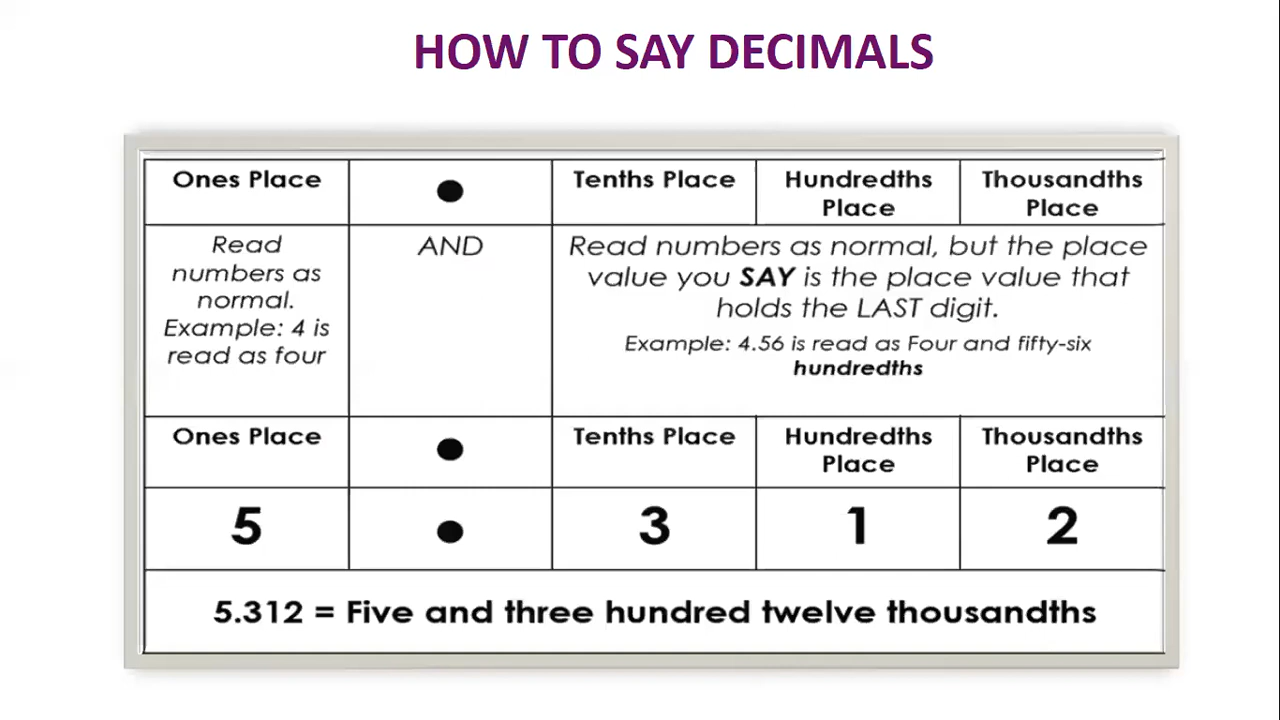 HOW TO SAY DECIMALS
Ones Place
●
Tenths Place
Hundredths
Place
Thousandths
Place
Read
numbers as
normal.
Example: 4 is
read as four
AND
Read numbers as normal, but the place
value you SAY is the place value that
holds the LAST digit.
Example: 4.56 is read as Four and fifty-six
hundredths
Ones Place
●
Tenths Place
Hundredths
Place
Thousandths
Place
5
●
3
1
2
5.312 = Five and three hundred twelve thousandths